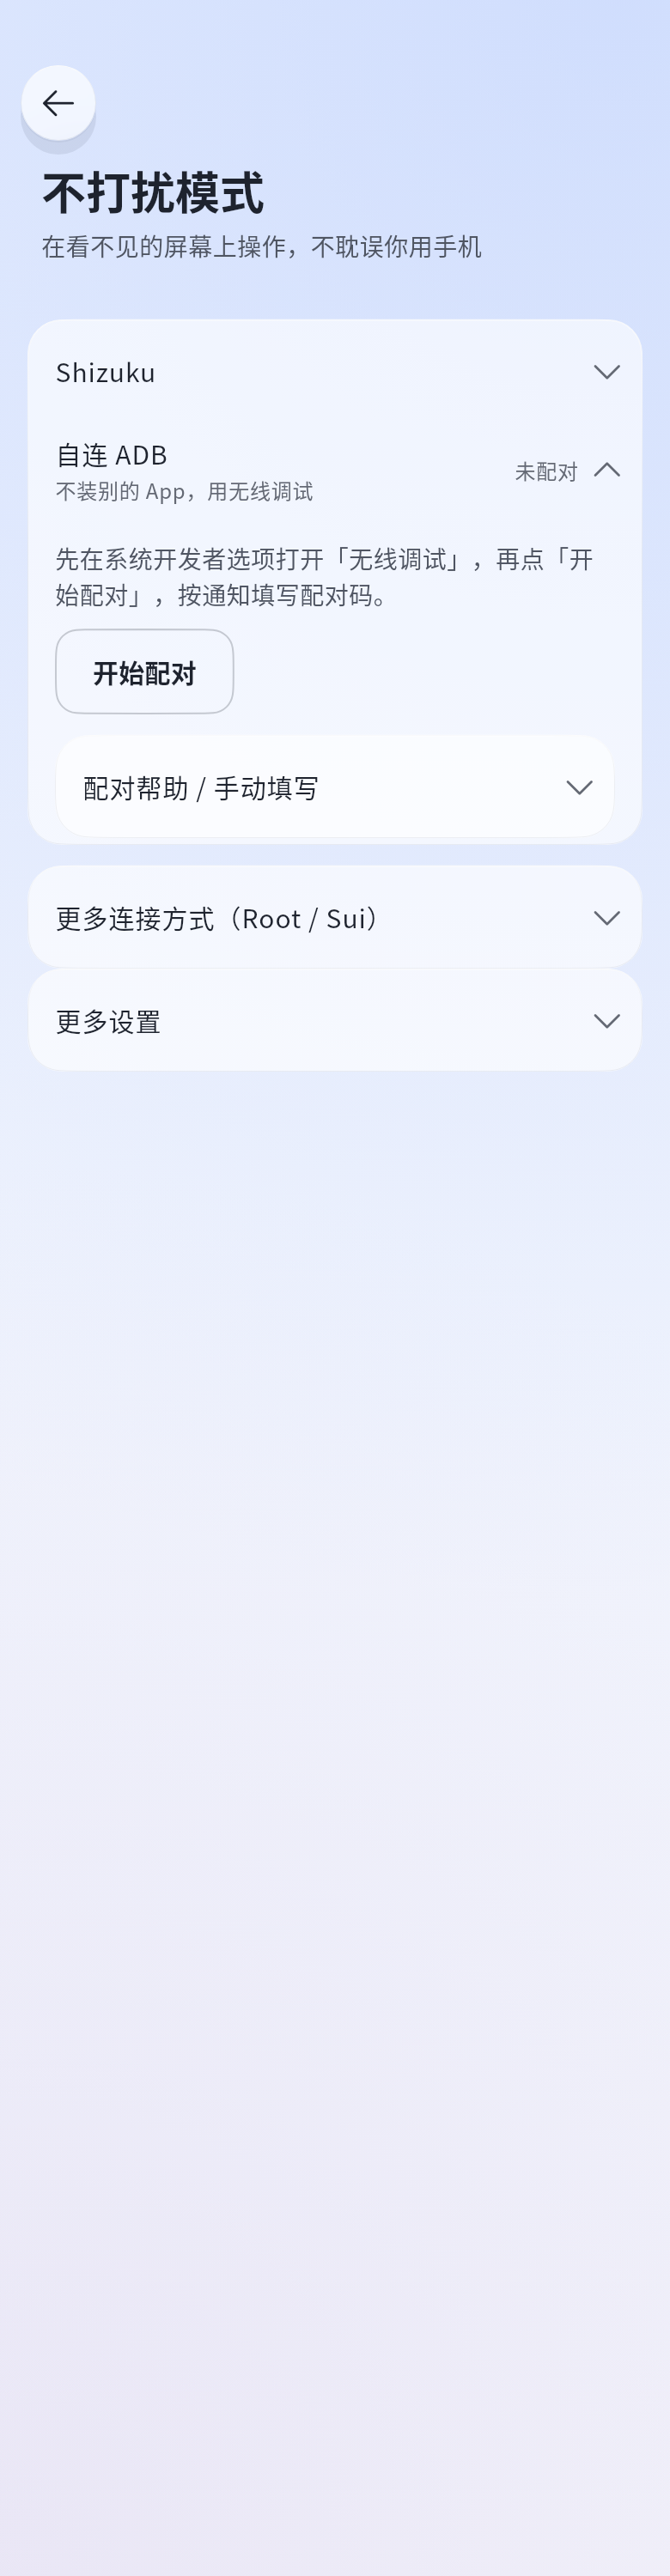 不打扰模式
在看不见的屏幕上操作，不耽误你用手机
Shizuku
自连 ADB
不装别的 App，用无线调试
未配对
先在系统开发者选项打开「无线调试」，再点「开
始配对」，按通知填写配对码。
开始配对
配对帮助 / 手动填写
更多连接方式（Root / Sui）
更多设置